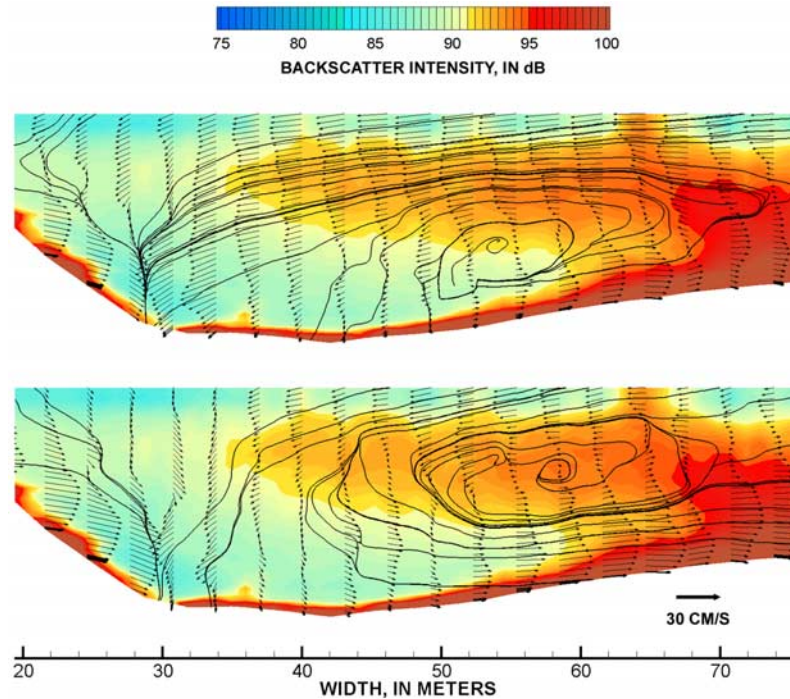 75 80 85 90 95 100
BACKSCATTER INTENSITY, IN dB
30 CM/S
20 30 40 50 60 70
WIDTH, IN METERS